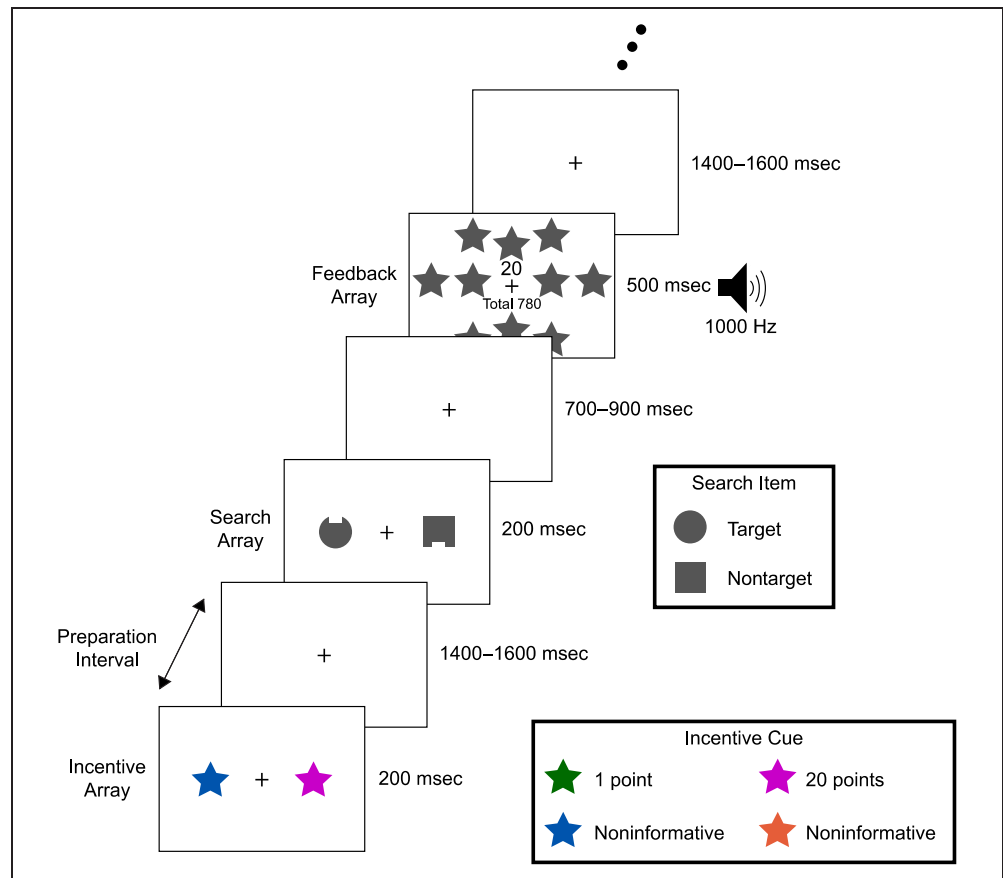 1400–1600 msec
Feedback
Array
20
+
Total 780
500 msec
1000 Hz
700–900 msec
Search
Array
200 msec
Search Item
Target
Nontarget
Preparation
Interval
1400–1600 msec
Incentive
Array
200 msec
Incentive Cue
1 point
20 points
Noninformative
Noninformative